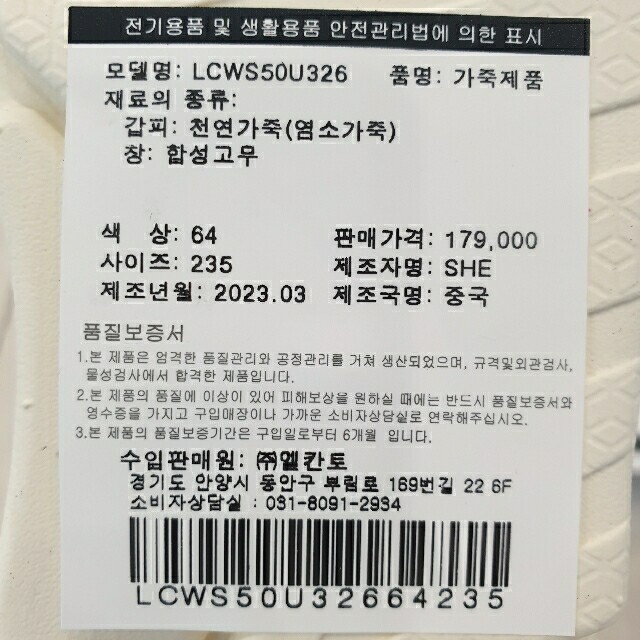 전기용품 및 생활용품 안전관리법에 의한 표시
모델명: LCWS50U326 품명: 가죽제품
재료의 종류:
갑피: 천연가죽(염소가죽)
창: 합성고무
색 상: 64 판매가격: 179,000
사이즈: 235 제조자명: SHE
제조년월: 2023.03 제조국명: 중국
품질보증서
1.본 제품은 엄격한 품질관리와 공정관리를 거쳐 생산되었으며, 규격및외관검사,
물성검사에서 합격한 제품입니다.
2.본 제품의 품질에 이상이 있어 피해보상을 원하실 때에는 반드시 품질보증서와
영수증을 가지고 구입매장이나 가까운 소비자상담실로 연락해주십시오.
3.본 제품의 품질보증기간은 구입일로부터 6개월 입니다.
수입판매원: ㈜엘칸토
경기도 안양시 동안구 부림로 169번길 22 6F
소비자상담실 : 031-8091-2934
LCWS50U32664235